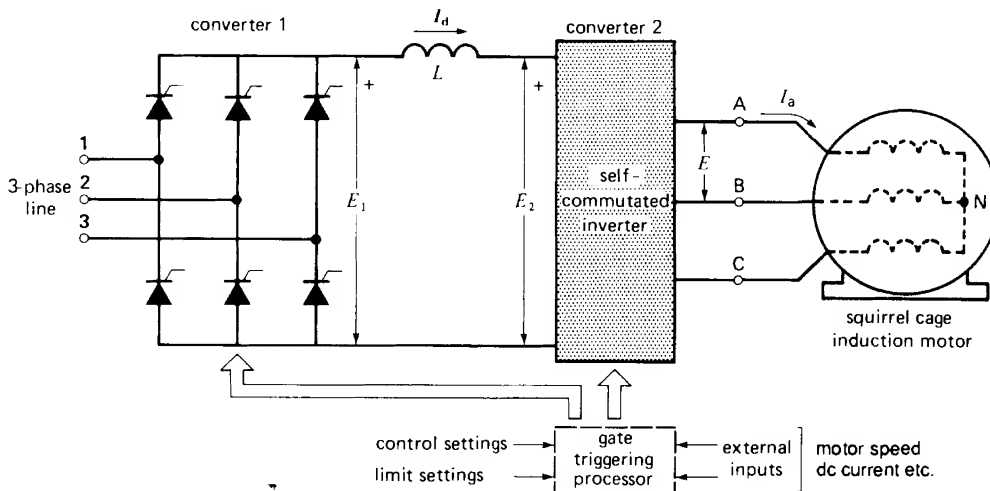 converter 1
I_d
L
converter 2
+
+
E_1
E_2
1
2
3
3-phase
line
self-
commutated
inverter
A
I_a
E
B
C
N
squirrel cage
induction motor
control settings
limit settings
gate
triggering
processor
external
inputs
motor speed
dc current etc.